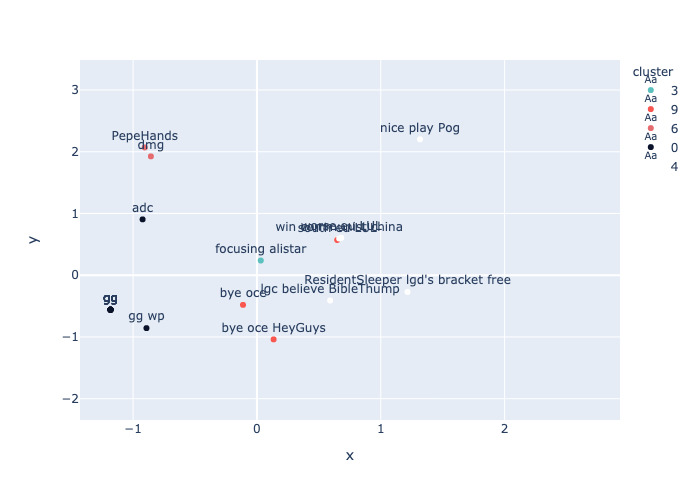 cluster
Aa
3
Aa
9
Aa
6
Aa
0
Aa
4
3
2
1
0
−1
−2
y
PepeHands
dmg
nice play Pog
adc
focusing alistar
ResidentSleeper lgd's bracket free
lgc believe BibleThump
bye oce
gg
gg wp
bye oce HeyGuys
−1
0
1
2
x